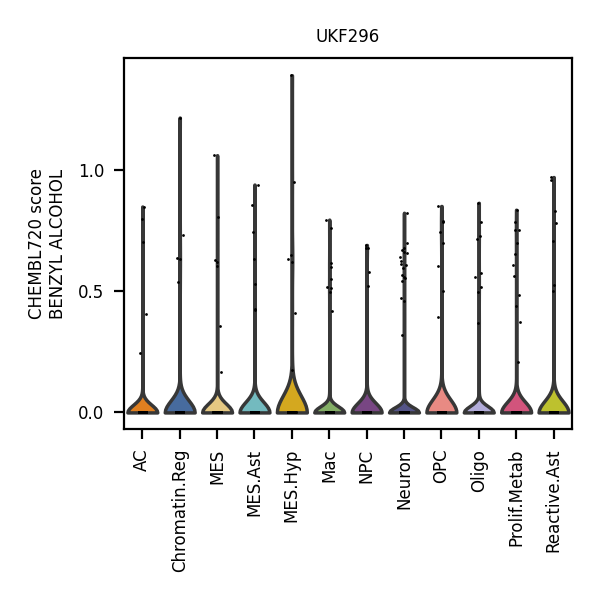 UKF296
CHEMBL720 score
BENZYL ALCOHOL
1.0
0.5
0.0
AC
Chromatin.Reg
MES
MES.Ast
MES.Hyp
Mac
NPC
Neuron
OPC
Oligo
Prolif.Metab
Reactive.Ast